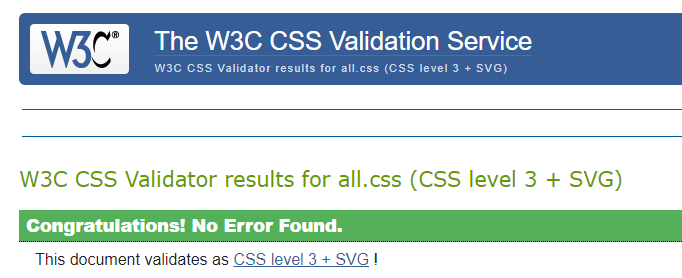 W3C®
The W3C CSS Validation Service
W3C CSS Validator results for all.css (CSS level 3 + SVG)
W3C CSS Validator results for all.css (CSS level 3 + SVG)
Congratulations! No Error Found.
This document validates as CSS level 3 + SVG !